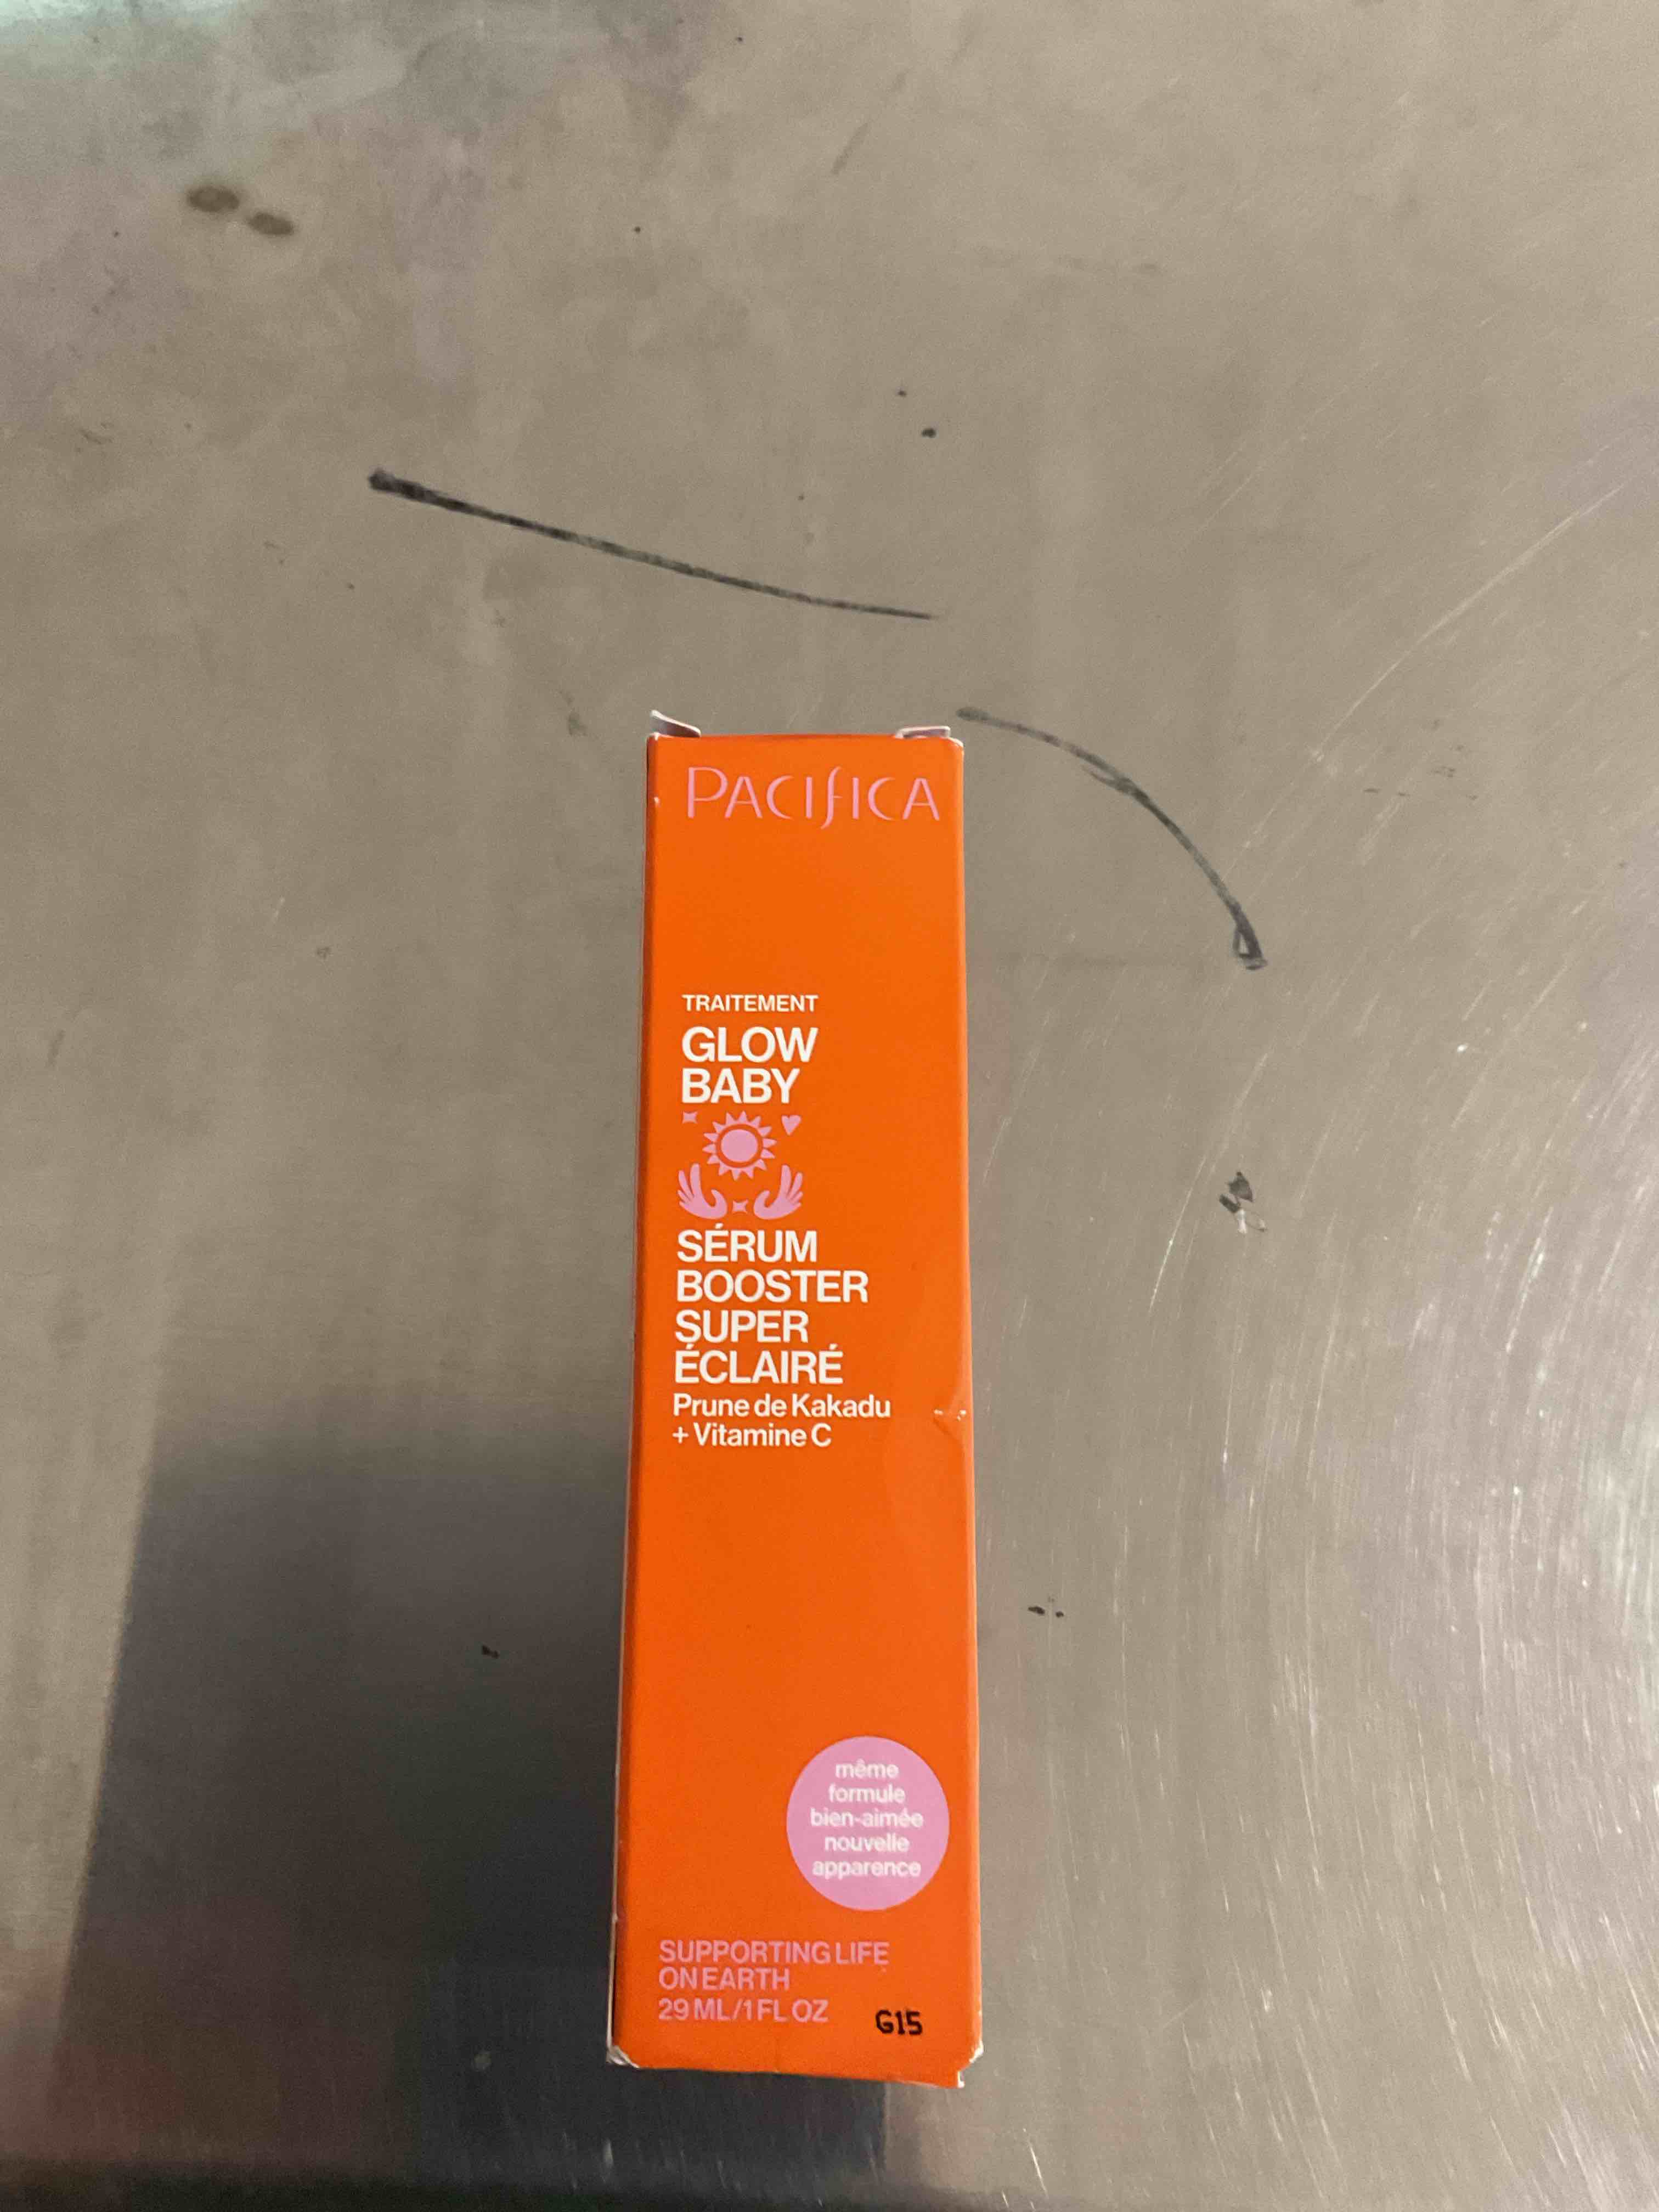 PACIFICA
TRAITEMENT
GLOW
BABY
SÉRUM
BOOSTER
SUPER
ÉCLAIRÉ
Prune de Kakadu
+ Vitamine C
même
formule
bien-aimée
nouvelle
apparence
SUPPORTING LIFE
ON EARTH
29 ML/1 FL OZ
G15